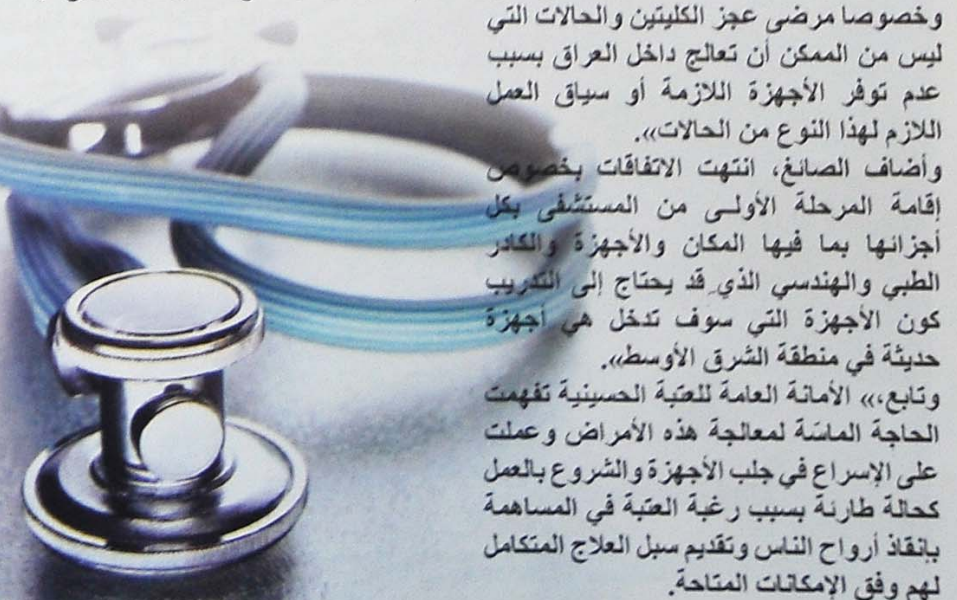 وخصوصا مرضى عجز الكليتين والحالات التي
ليس من الممكن أن تعالج داخل العراق بسبب
عدم توفر الأجهزة اللازمة أو سياق العمل
اللازم لهذا النوع من الحالات«.
وأضاف الصائغ، انتهت الاتفاقات بخصوص
إقامة المرحلة الأولى من المستشفى بكل
أجزائها بما فيها المكان والأجهزة والكادر
الطبي والهندسي الذي قد يحتاج إلى التدريب
كون الأجهزة التي سوف تدخل هي أجهزة
حديثة في منطقة الشرق الأوسط«.
وتابع،» الأمانة العامة للعتبة الحسينية تفهمت
الحاجة الماسّة لمعالجة هذه الأمراض وعملت
على الإسراع في جلب الأجهزة والشروع بالعمل
كحالة طارئة بسبب رغبة العتبة في المساهمة
بإنقاذ أرواح الناس وتقديم سبل العلاج المتكامل
لهم وفق الإمكانات المتاحة.